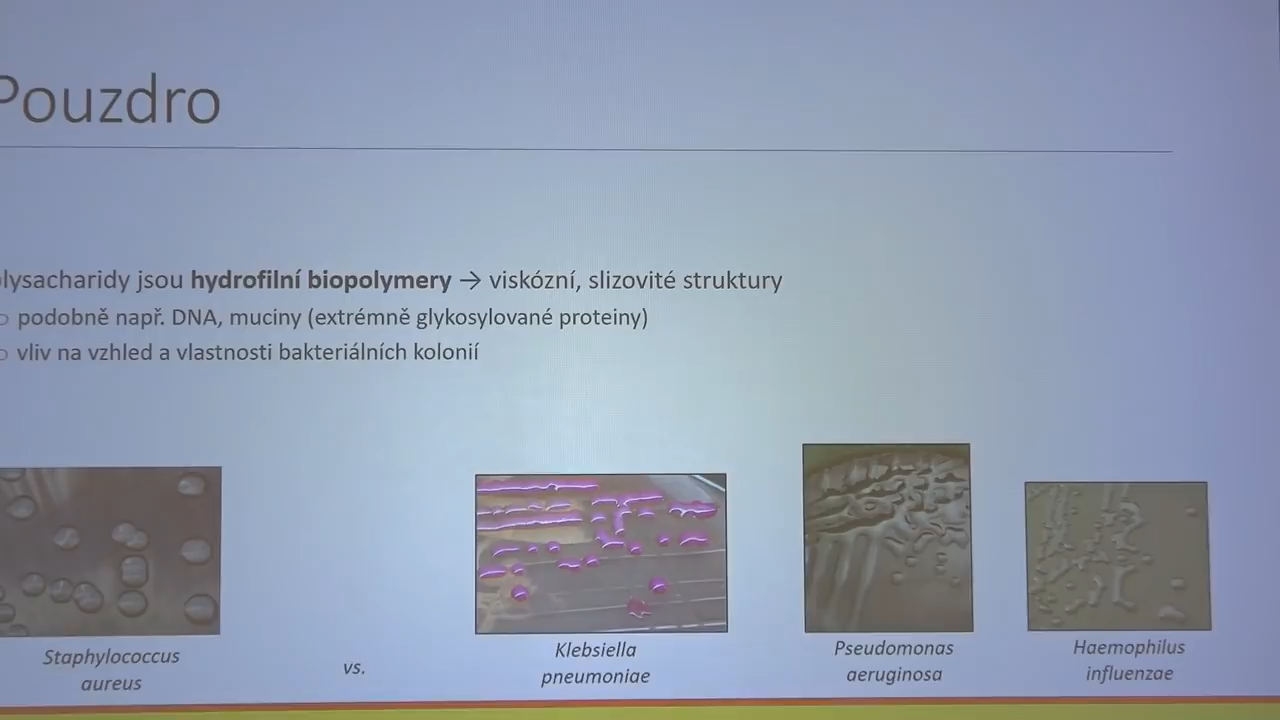 Pouzdro
lysacharidy jsou hydrofilní biopolymery → viskózní, slizovité struktury
podobně např. DNA, muciny (extrémně glykosylované proteiny)
vliv na vzhled a vlastnosti bakteriálních kolonií
Staphylococcus
aureus
vs.
Klebsiella
pneumoniae
Pseudomonas
aeruginosa
Haemophilus
influenzae